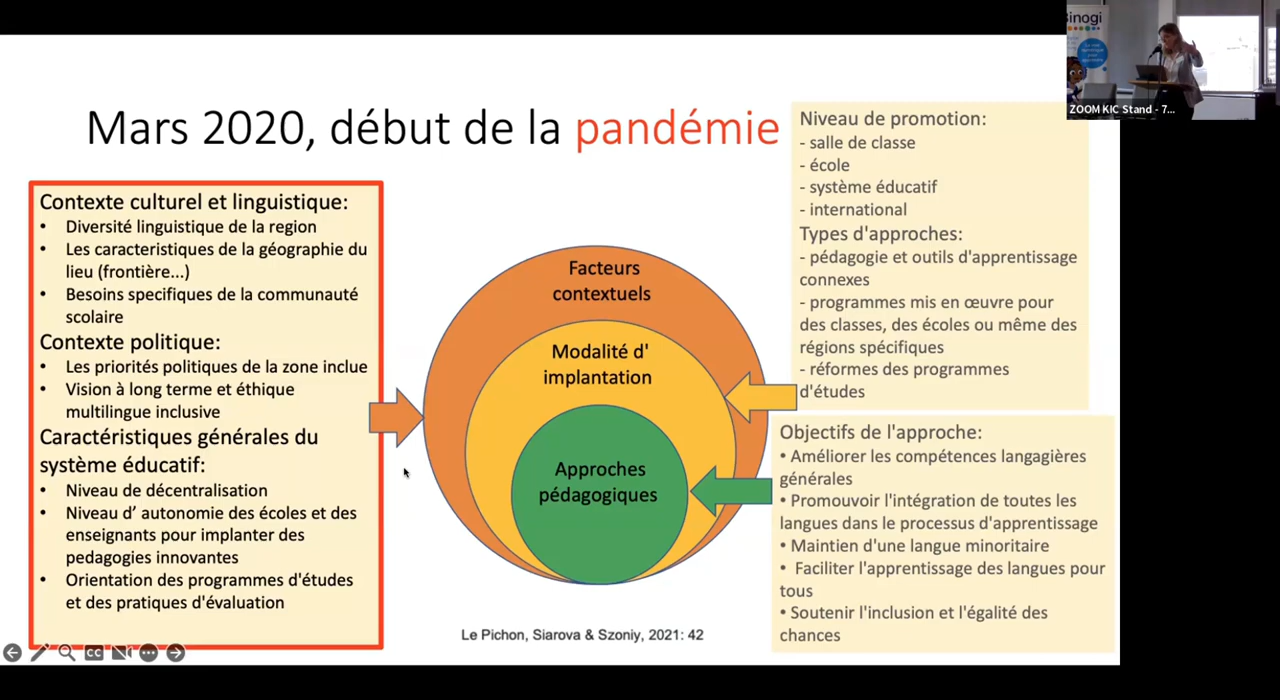 Mars 2020, début de la pandémie
Contexte culturel et linguistique:
• Diversité linguistique de la region
• Les caracteristiques de la géographie du
lieu (frontière...)
• Besoins specifiques de la communauté
scolaire
Contexte politique:
• Les priorités politiques de la zone inclue
• Vision à long terme et éthique
multilingue inclusive
Caractéristiques générales du
système éducatif:
• Niveau de décentralisation
• Niveau d’ autonomie des écoles et des
enseignants pour implanter des
pedagogies innovantes
• Orientation des programmes d'études
et des pratiques d'évaluation
Facteurs
contextuels
Modalité d'
implantation
Approches
pédagogiques
Le Pichon, Siarova & Szoniy, 2021: 42
Niveau de promotion:
- salle de classe
- école
- système éducatif
- international
Types d'approches:
- pédagogie et outils d'apprentissage
connexes
- programmes mis en œuvre pour
des classes, des écoles ou même des
régions spécifiques
- réformes des programmes
d'études
Objectifs de l'approche:
• Améliorer les compétences langagières
générales
• Promouvoir l'intégration de toutes les
langues dans le processus d'apprentissage
• Maintien d'une langue minoritaire
• Faciliter l'apprentissage des langues pour
tous
• Soutenir l'inclusion et l'égalité des
chances
Binogi
ZOOM KIC Stand - 7...
CC